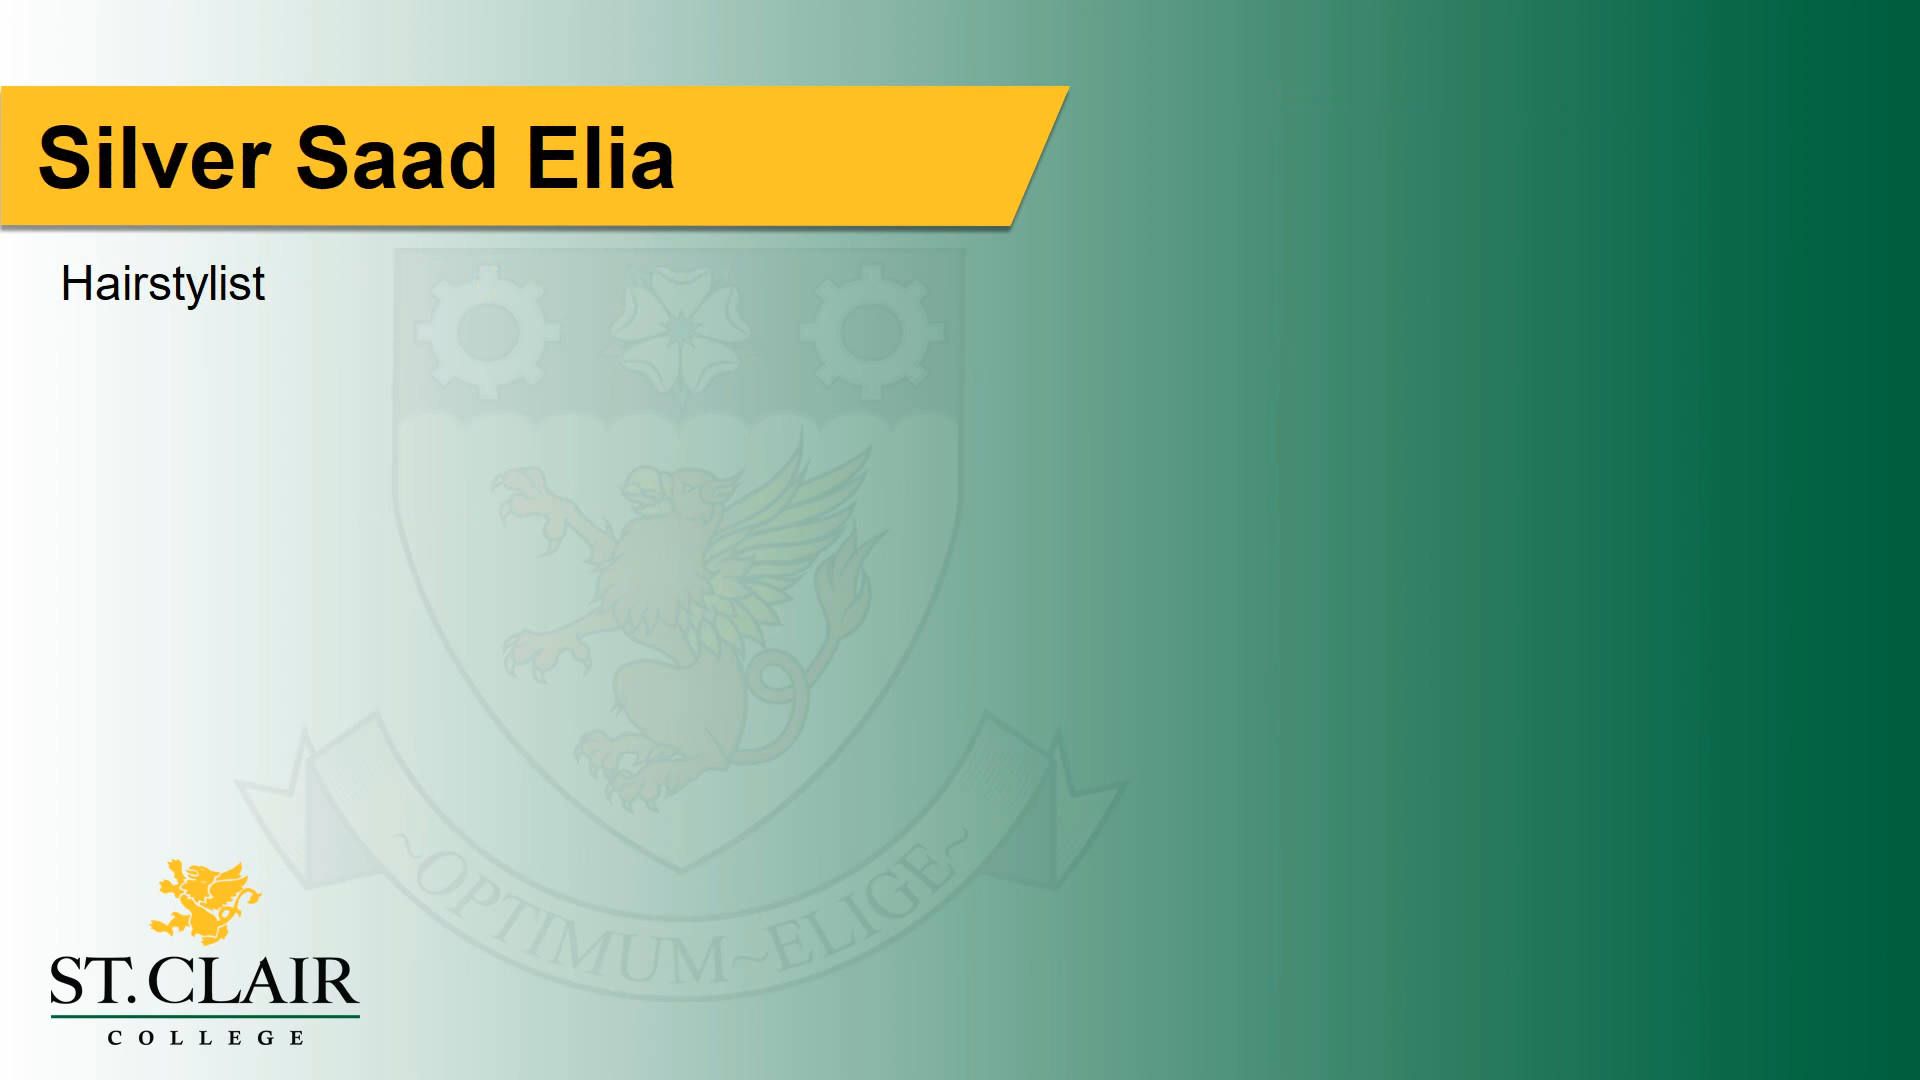 Silver Saad Elia
Hairstylist
~OPTIMUM~ELIGE~
ST. CLAIR
COLLEGE